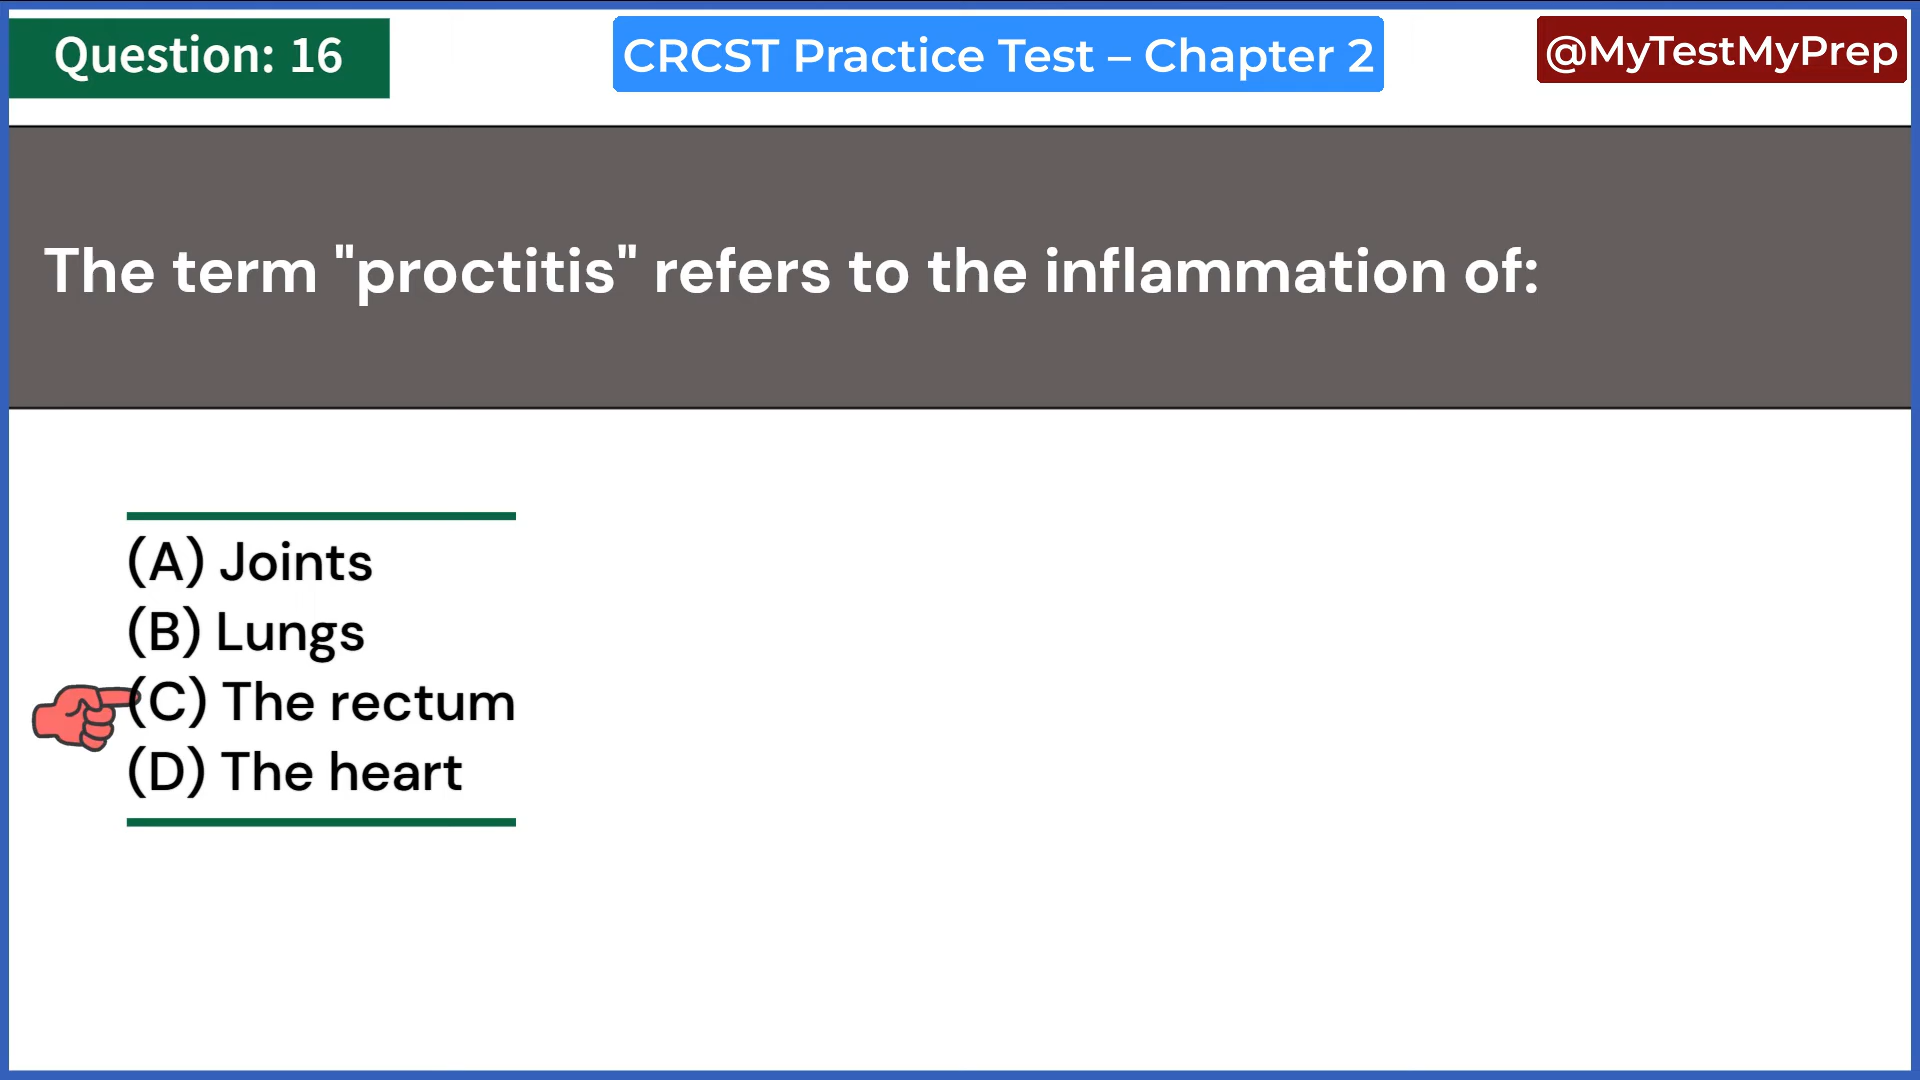 Question: 16
CRCST Practice Test – Chapter 2
@MyTestMyPrep
The term "proctitis" refers to the inflammation of:
(A) Joints
(B) Lungs
(C) The rectum
(D) The heart